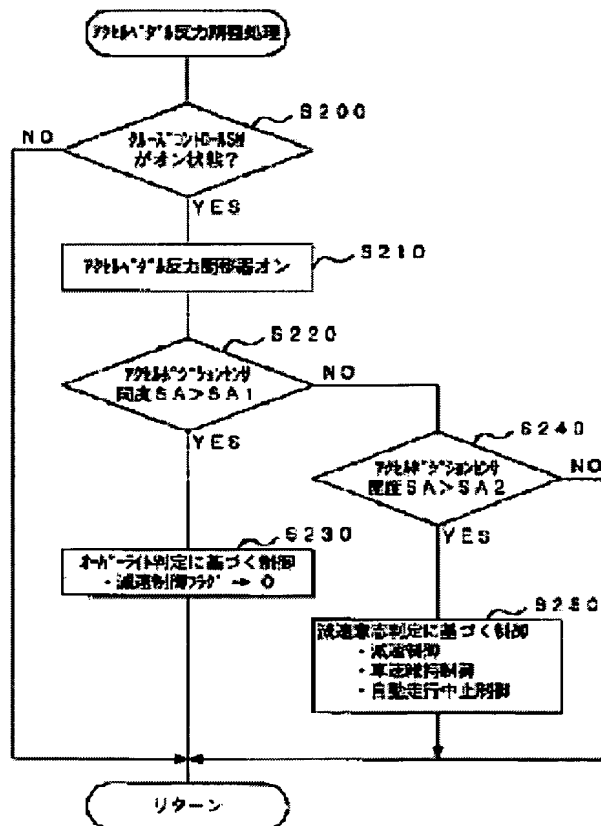 アクセルペダル反力制御処理
S200
NO
クルーズコントロールSW
がオン状態?
YES
アクセルペダル反力切換器オン
S210
S220
アクセルポジションセンサ
開度SA>SA1
NO
YES
S240
アクセルポジションセンサ
開度SA>SA2
NO
YES
S230
オーバーライト判定に基づく制御
・減速制御フラグ → 0
S250
減速意志判定に基づく制御
・減速制御
・車速維持制御
・自動走行中止制御
リターン